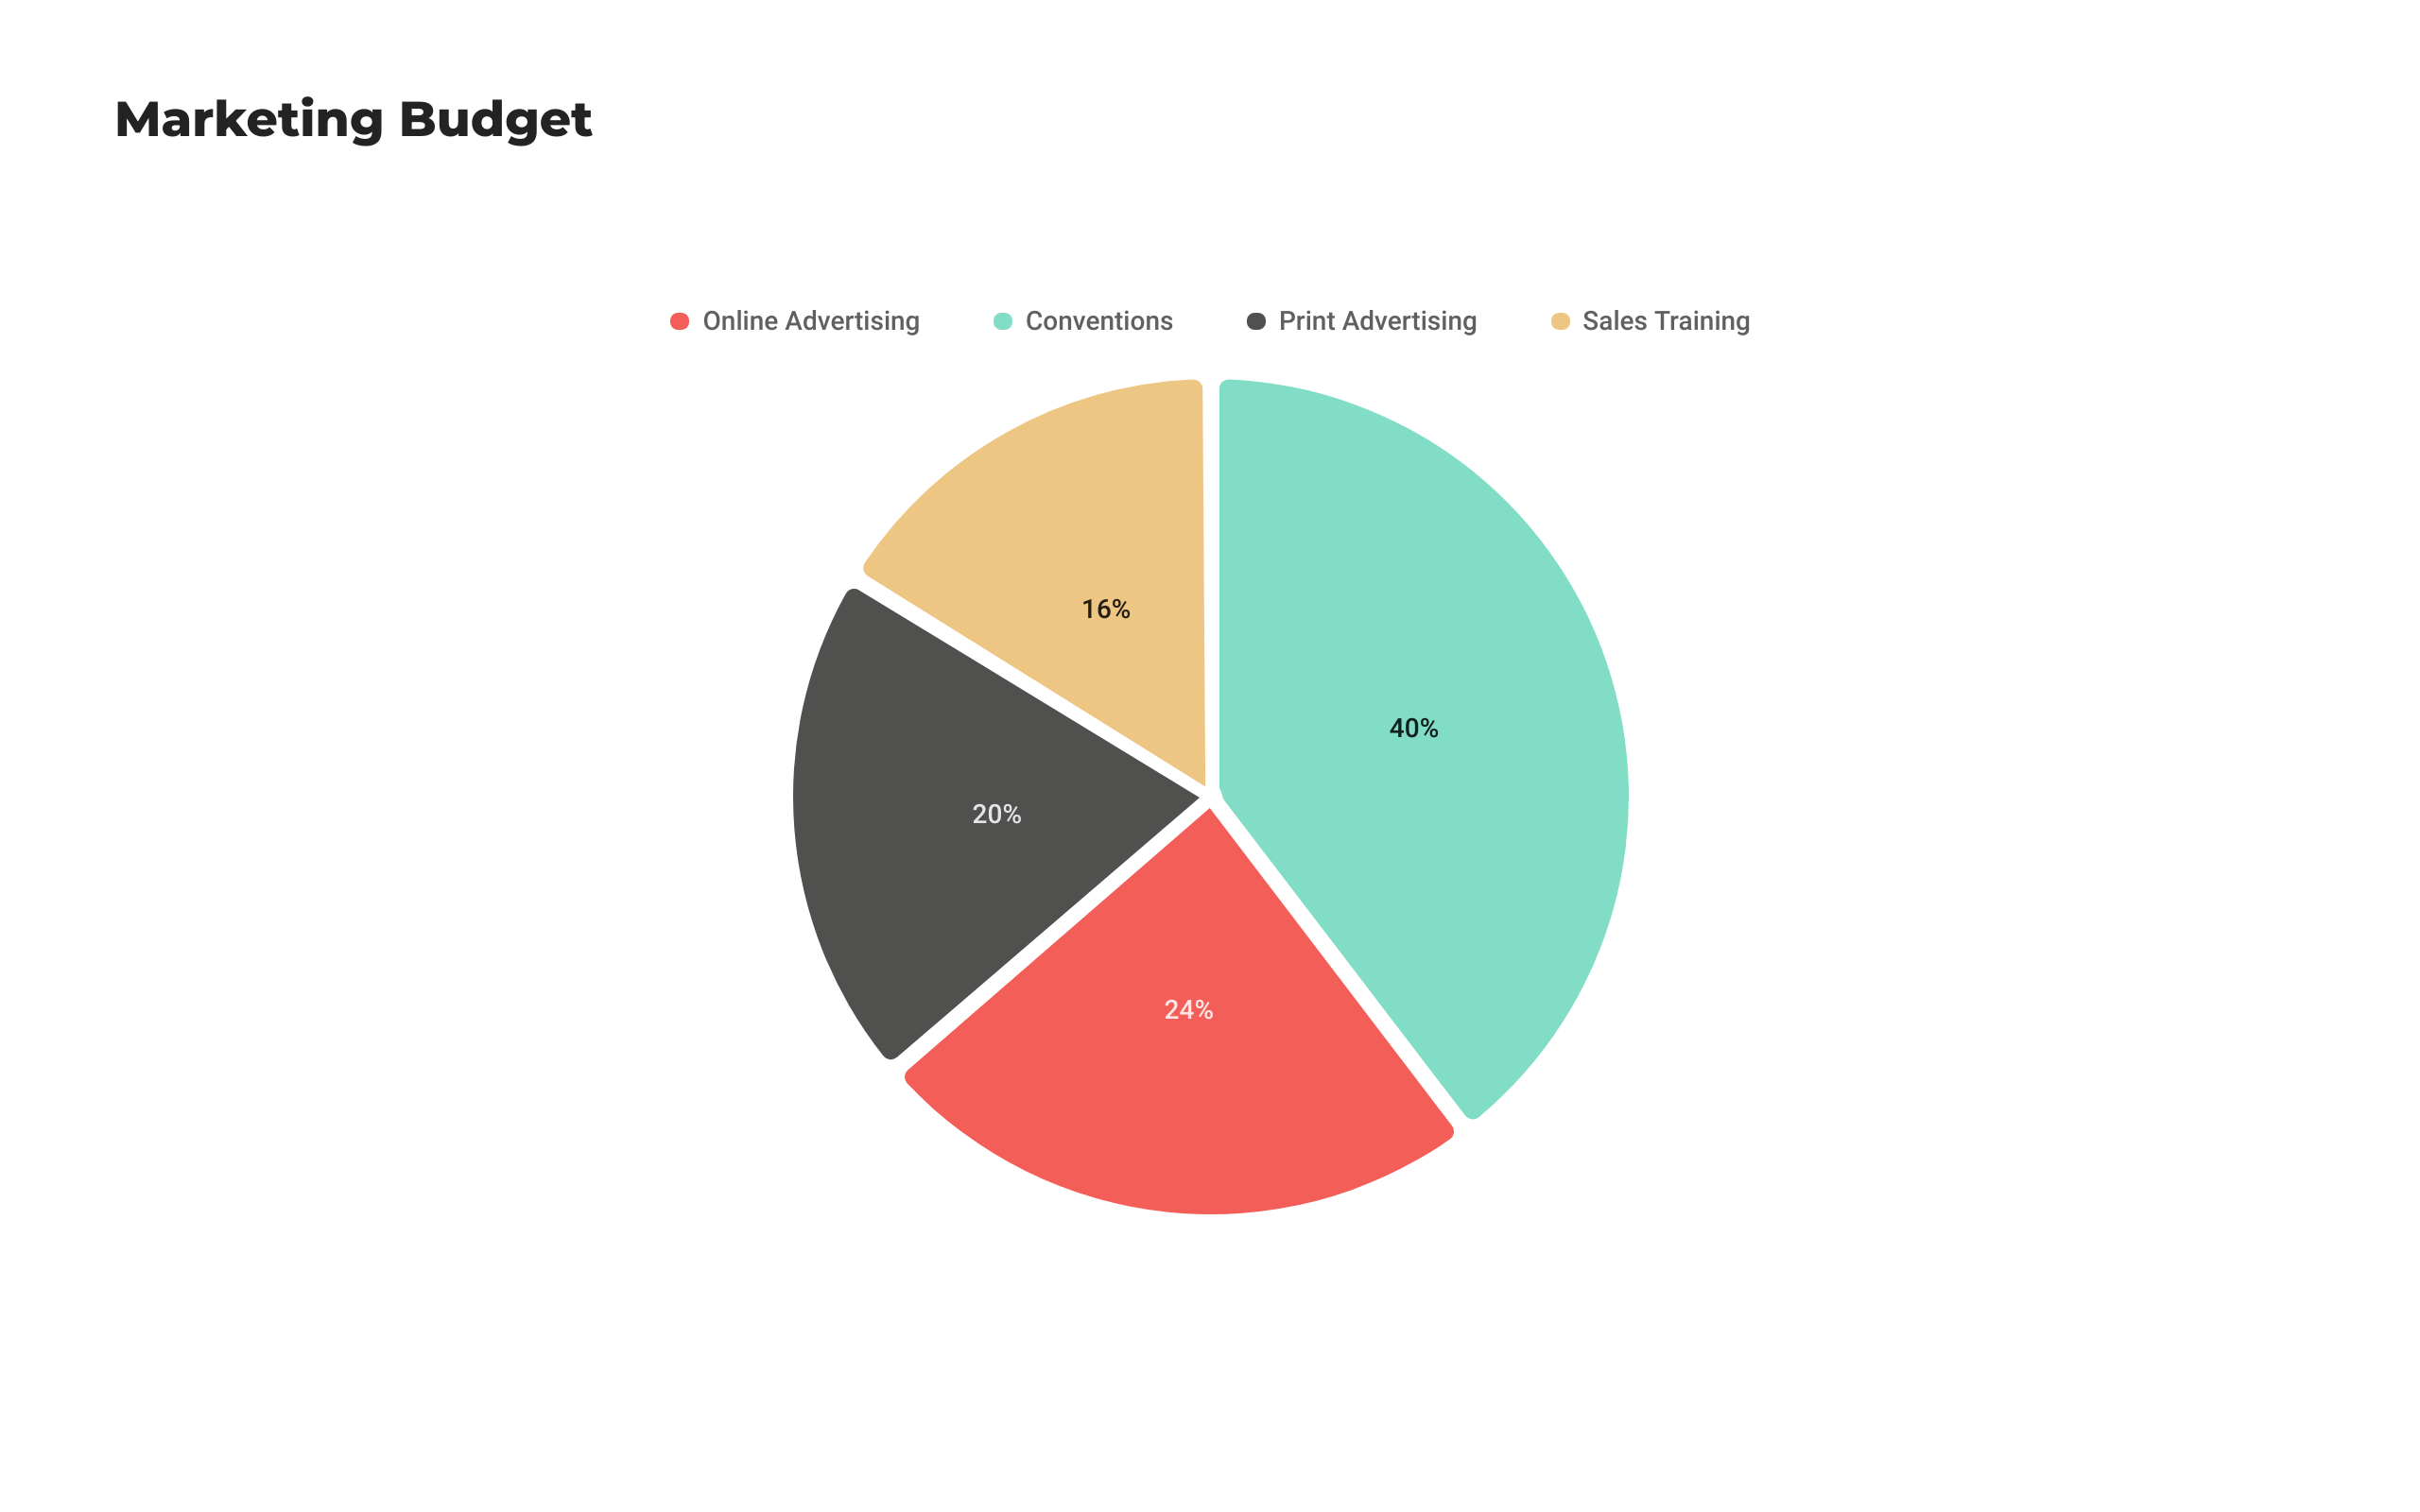 Marketing Budget
Online Advertising Conventions Print Advertising Sales Training
16%
40%
20%
24%